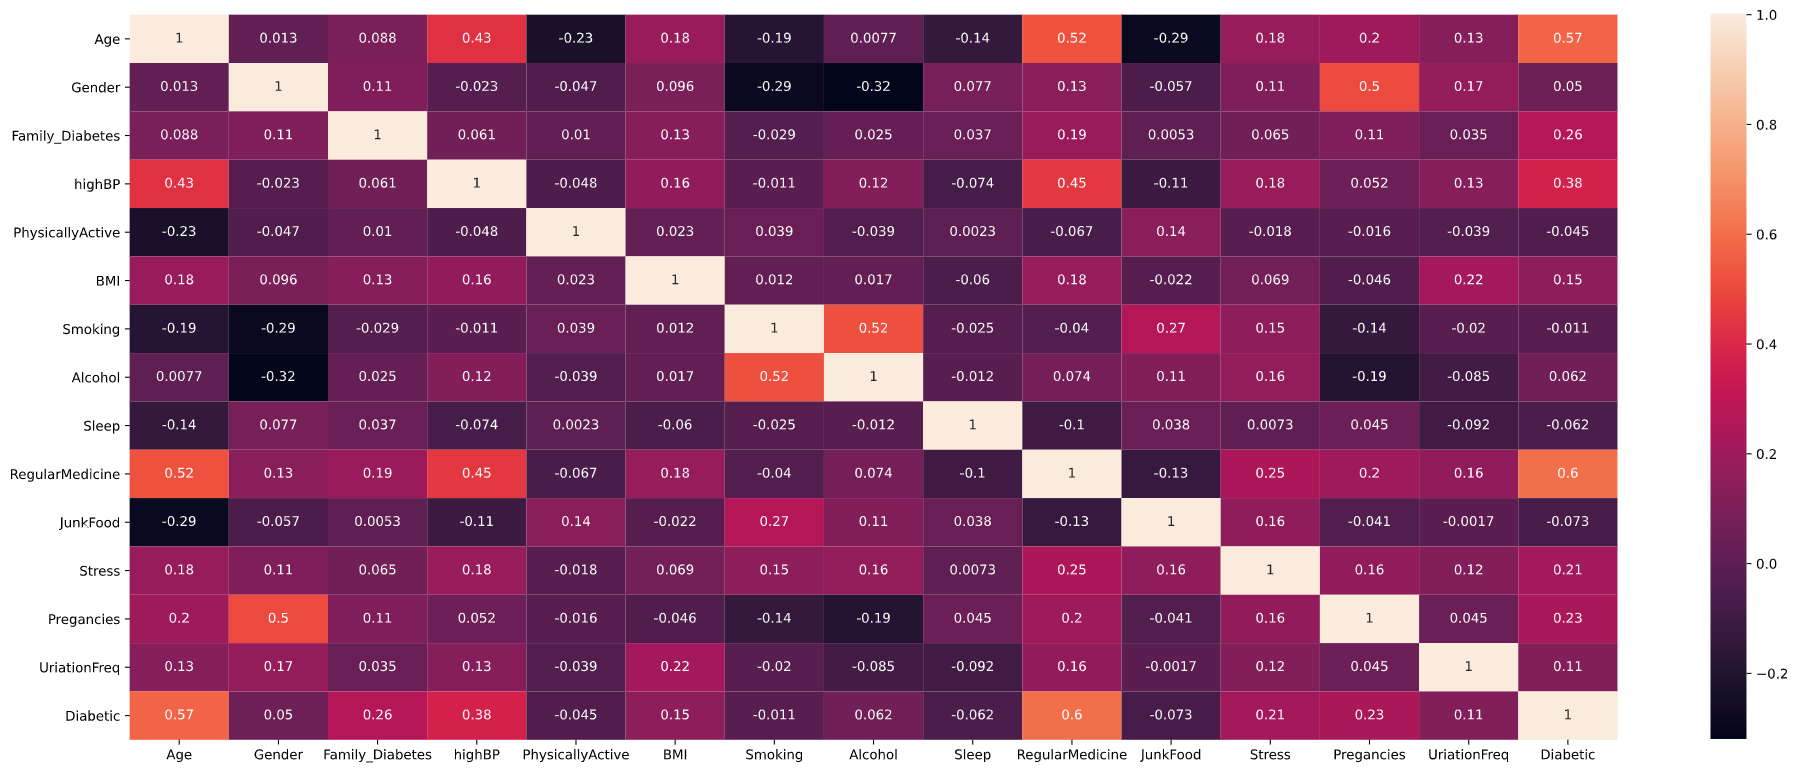 Age 1 0.013 0.088 0.43 -0.23 0.18 -0.19 0.0077 -0.14 0.52 -0.29 0.18 0.2 0.13 0.57
Gender 0.013 1 0.11 -0.023 -0.047 0.096 -0.29 -0.32 0.077 0.13 -0.057 0.11 0.5 0.17 0.05
Family_Diabetes 0.088 0.11 1 0.061 0.01 0.13 -0.029 0.025 0.037 0.19 0.0053 0.065 0.11 0.035 0.26
highBP 0.43 -0.023 0.061 1 -0.048 0.16 -0.011 0.12 -0.074 0.45 -0.11 0.18 0.052 0.13 0.38
PhysicallyActive -0.23 -0.047 0.01 -0.048 1 0.023 0.039 -0.039 0.0023 -0.067 0.14 -0.018 -0.016 -0.039 -0.045
BMI 0.18 0.096 0.13 0.16 0.023 1 0.012 0.017 -0.06 0.18 -0.022 0.069 -0.046 0.22 0.15
Smoking -0.19 -0.29 -0.029 -0.011 0.039 0.012 1 0.52 -0.025 -0.04 0.27 0.15 -0.14 -0.02 -0.011
Alcohol 0.0077 -0.32 0.025 0.12 -0.039 0.017 0.52 1 -0.012 0.074 0.11 0.16 -0.19 -0.085 0.062
Sleep -0.14 0.077 0.037 -0.074 0.0023 -0.06 -0.025 -0.012 1 -0.1 0.038 0.0073 0.045 -0.092 -0.062
RegularMedicine 0.52 0.13 0.19 0.45 -0.067 0.18 -0.04 0.074 -0.1 1 -0.13 0.25 0.2 0.16 0.6
JunkFood -0.29 -0.057 0.0053 -0.11 0.14 -0.022 0.27 0.11 0.038 -0.13 1 0.16 -0.041 -0.0017 -0.073
Stress 0.18 0.11 0.065 0.18 -0.018 0.069 0.15 0.16 0.0073 0.25 0.16 1 0.16 0.12 0.21
Pregancies 0.2 0.5 0.11 0.052 -0.016 -0.046 -0.14 -0.19 0.045 0.2 -0.041 0.16 1 0.045 0.23
UriationFreq 0.13 0.17 0.035 0.13 -0.039 0.22 -0.02 -0.085 -0.092 0.16 -0.0017 0.12 0.045 1 0.11
Diabetic 0.57 0.05 0.26 0.38 -0.045 0.15 -0.011 0.062 -0.062 0.6 -0.073 0.21 0.23 0.11 1
Age Gender Family_Diabetes highBP PhysicallyActive BMI Smoking Alcohol Sleep RegularMedicine JunkFood Stress Pregancies UriationFreq Diabetic
1.0
0.8
0.6
0.4
0.2
0.0
−0.2